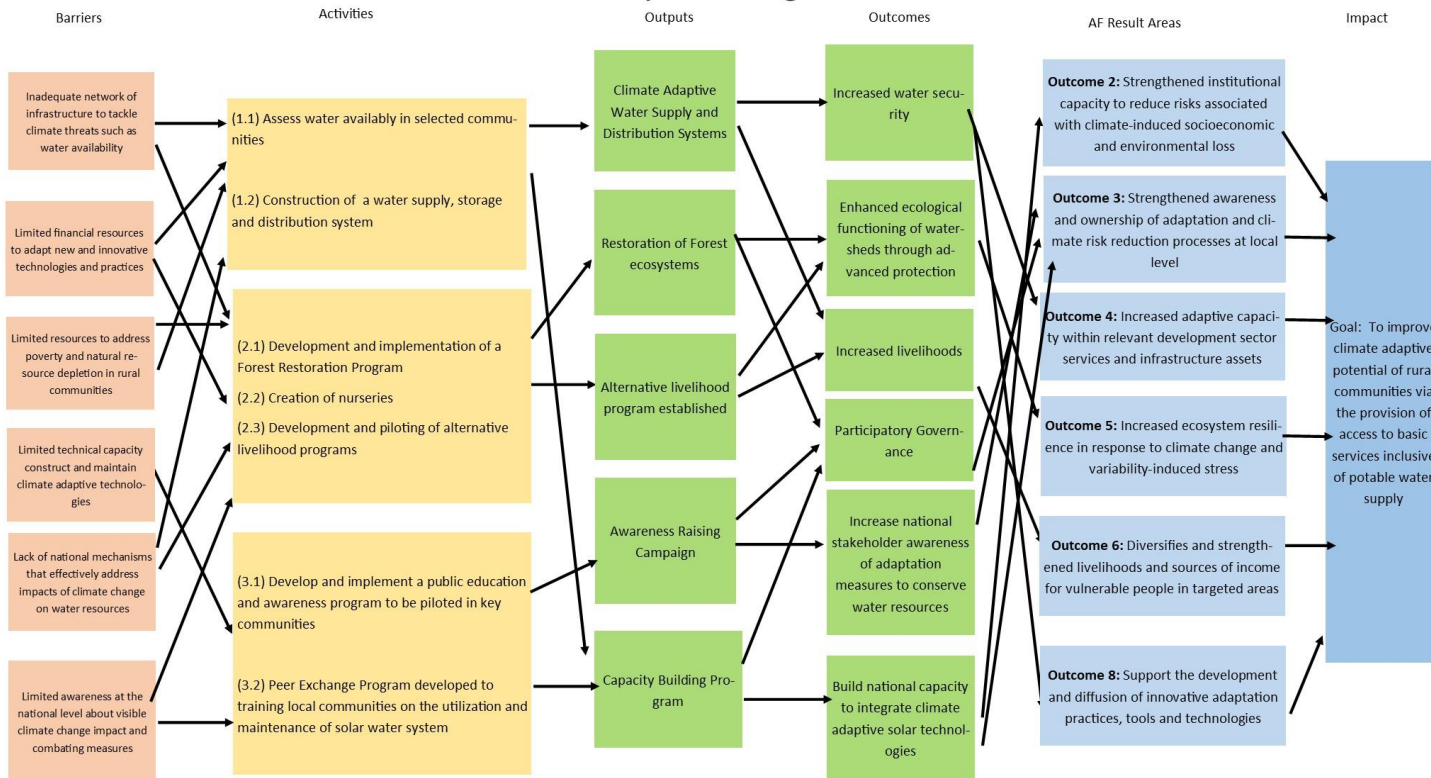 Barriers
Activities
Outputs
Outcomes
AF Result Areas
Impact
Inadequate network of
infrastructure to tackle
climate threats such as
water availability
Limited financial resources
to adapt new and innovative
technologies and practices
Limited resources to address
poverty and natural re-
source depletion in rural
communities
Limited technical capacity
construct and maintain
climate adaptive technolo-
gies
Lack of national mechanisms
that effectively address
impacts of climate change
on water resources
Limited awareness at the
national level about visible
climate change impact and
combating measures
(1.1) Assess water availably in selected commu-
nities
(1.2) Construction of a water supply, storage
and distribution system
(2.1) Development and implementation of a
Forest Restoration Program
(2.2) Creation of nurseries
(2.3) Development and piloting of alternative
livelihood programs
(3.1) Develop and implement a public education
and awareness program to be piloted in key
communities
(3.2) Peer Exchange Program developed to
training local communities on the utilization and
maintenance of solar water system
Climate Adaptive
Water Supply and
Distribution Systems
Restoration of Forest
ecosystems
Alternative livelihood
program established
Awareness Raising
Campaign
Capacity Building Pro-
gram
Increased water secu-
rity
Enhanced ecological
functioning of water-
sheds through ad-
vanced protection
Increased livelihoods
Participatory Govern-
ance
Increase national
stakeholder awareness
of adaptation
measures to conserve
water resources
Build national capacity
to integrate climate
adaptive solar technol-
ogies
Outcome 2: Strengthened institutional
capacity to reduce risks associated
with climate-induced socioeconomic
and environmental loss
Outcome 3: Strengthened awareness
and ownership of adaptation and cli-
mate risk reduction processes at local
level
Outcome 4: Increased adaptive capaci-
ty within relevant development sector
services and infrastructure assets
Outcome 5: Increased ecosystem resili-
ence in response to climate change and
variability-induced stress
Outcome 6: Diversifies and strength-
ened livelihoods and sources of income
for vulnerable people in targeted areas
Outcome 8: Support the development
and diffusion of innovative adaptation
practices, tools and technologies
Goal: To improve
climate adaptive
potential of rural
communities via
the provision of
access to basic
services inclusive
of potable water
supply